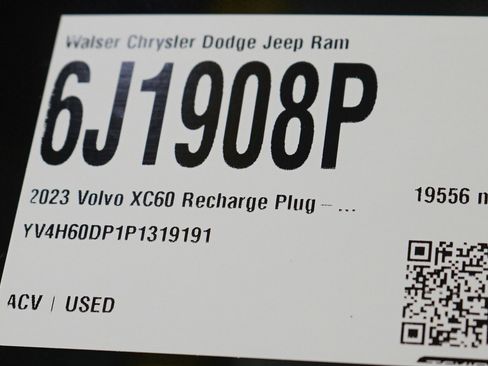 Walser Chrysler Dodge Jeep Ram
6J1908P
2023 Volvo XC60 Recharge Plug – ...
19556 m
YV4H60DP1P1319191
ACV | USED